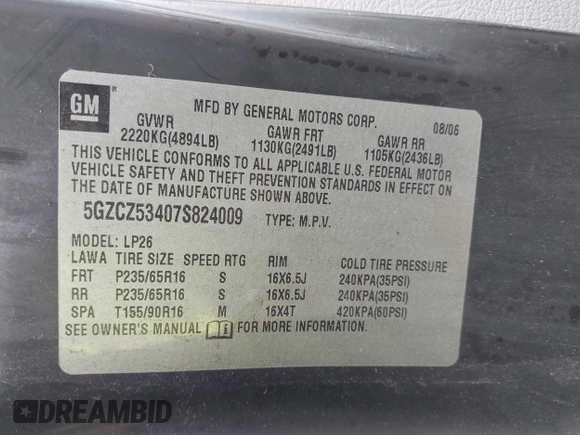 GM ®
MFD BY GENERAL MOTORS CORP. 08/06
GVWR GAWR FRT GAWR RR
2220KG(4894LB) 1130KG(2491LB) 1105KG(2436LB)
THIS VEHICLE CONFORMS TO ALL APPLICABLE U.S. FEDERAL MOTOR
VEHICLE SAFETY AND THEFT PREVENTION STANDARDS IN EFFECT ON
THE DATE OF MANUFACTURE SHOWN ABOVE.
5GZCZ53407S824009 TYPE: M.P.V.
MODEL: LP26
LAWA TIRE SIZE SPEED RTG RIM COLD TIRE PRESSURE
FRT P235/65R16 S 16X6.5J 240KPA(35PSI)
RR P235/65R16 S 16X6.5J 240KPA(35PSI)
SPA T155/90R16 M 16X4T 420KPA(60PSI)
SEE OWNER'S MANUAL FOR MORE INFORMATION.
DREAMBID